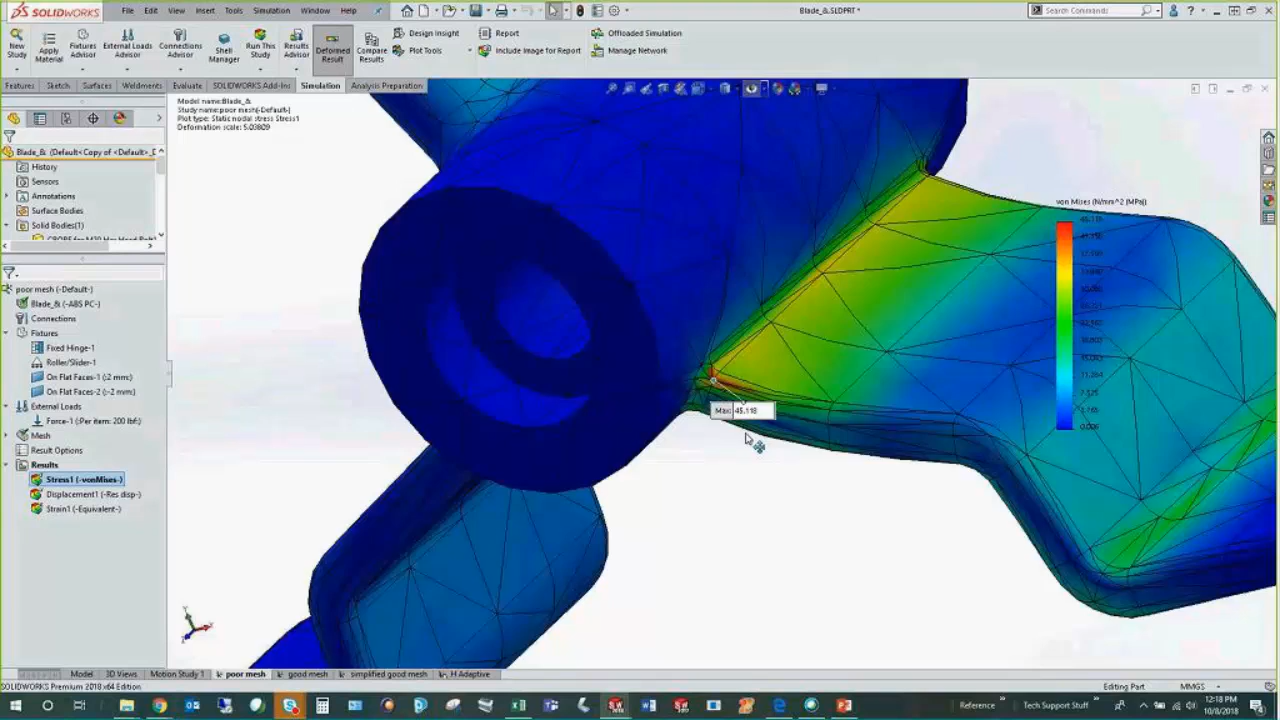 SOLIDWORKS
File Edit View Insert Tools Simulation Window Help
Blade_&.SLDPRT *
Search Commands
New Study
Apply Material
Fixtures Advisor
External Loads Advisor
Connections Advisor
Shell Manager
Run This Study
Results Advisor
Deformed Result
Compare Results
Design Insight
Plot Tools
Report
Include Image for Report
Offloaded Simulation
Manage Network
Features Sketch Surfaces Weldments Evaluate SOLIDWORKS Add-Ins Simulation Analysis Preparation
Model name:Blade_&
Study name:poor mesh(-Default-)
Plot type: Static nodal stress Stress1
Deformation scale: 5.03809
Blade_& (Default<Copy of <Default>_D
History
Sensors
Annotations
Surface Bodies
Solid Bodies(1)
poor mesh (-Default-)
Blade_& (-ABS PC-)
Connections
Fixtures
Fixed Hinge-1
Roller/Slider-1
On Flat Faces-1 (:2 mm:)
On Flat Faces-2 (:-2 mm:)
External Loads
Force-1 (:Per item: 200 lbf:)
Mesh
Result Options
Results
Stress1 (-vonMises-)
Displacement1 (-Res disp-)
Strain1 (-Equivalent-)
von Mises (N/mm^2 (MPa))
Max: 45.118
Model 3D Views Motion Study 1 poor mesh good mesh simplified good mesh H Adaptive
SOLIDWORKS Premium 2018 x64 Edition
Editing Part
MMGS
Reference
Tech Support Stuff
12:18 PM
10/8/2018